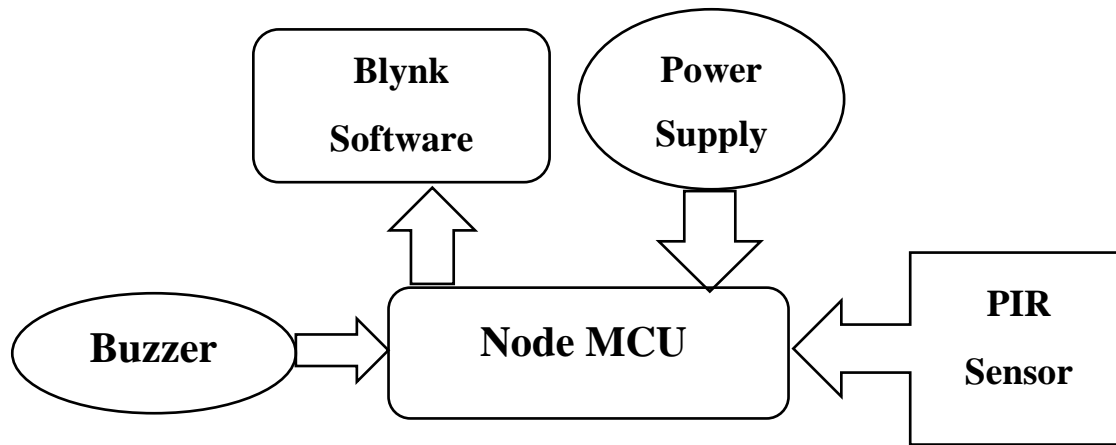 Blynk
Software
Power
Supply
Buzzer
Node MCU
PIR
Sensor